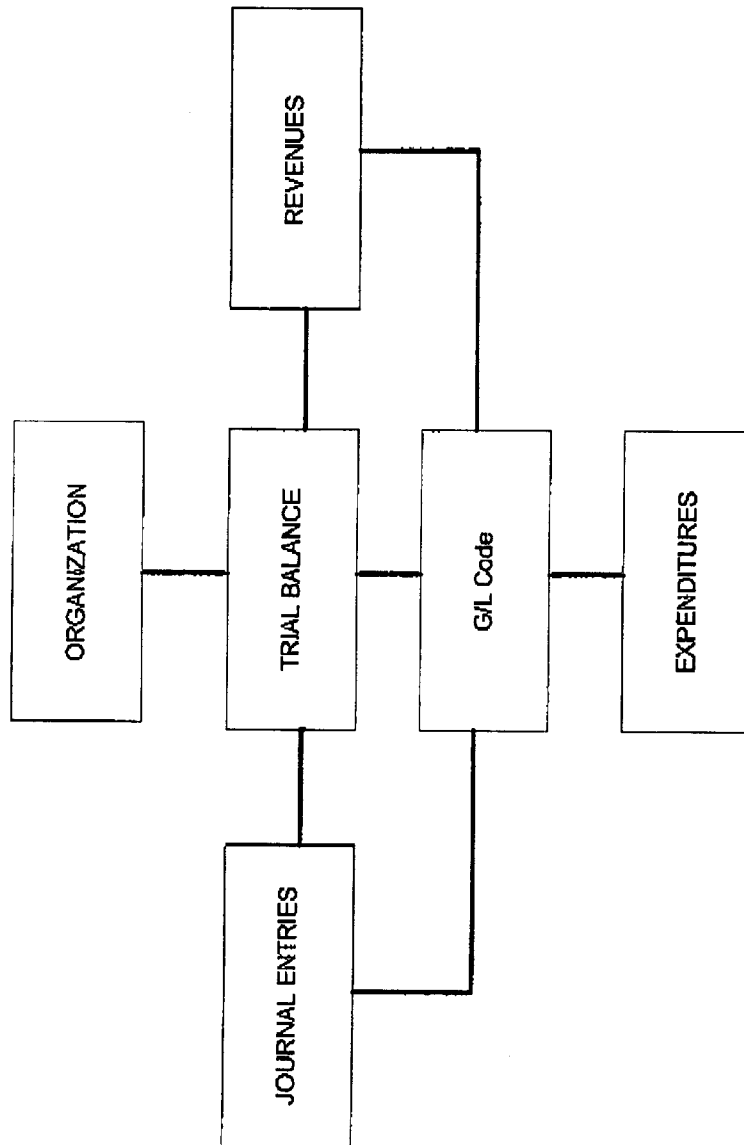 ORGANIZATION
JOURNAL ENTRIES
TRIAL BALANCE
REVENUES
G/L Code
EXPENDITURES